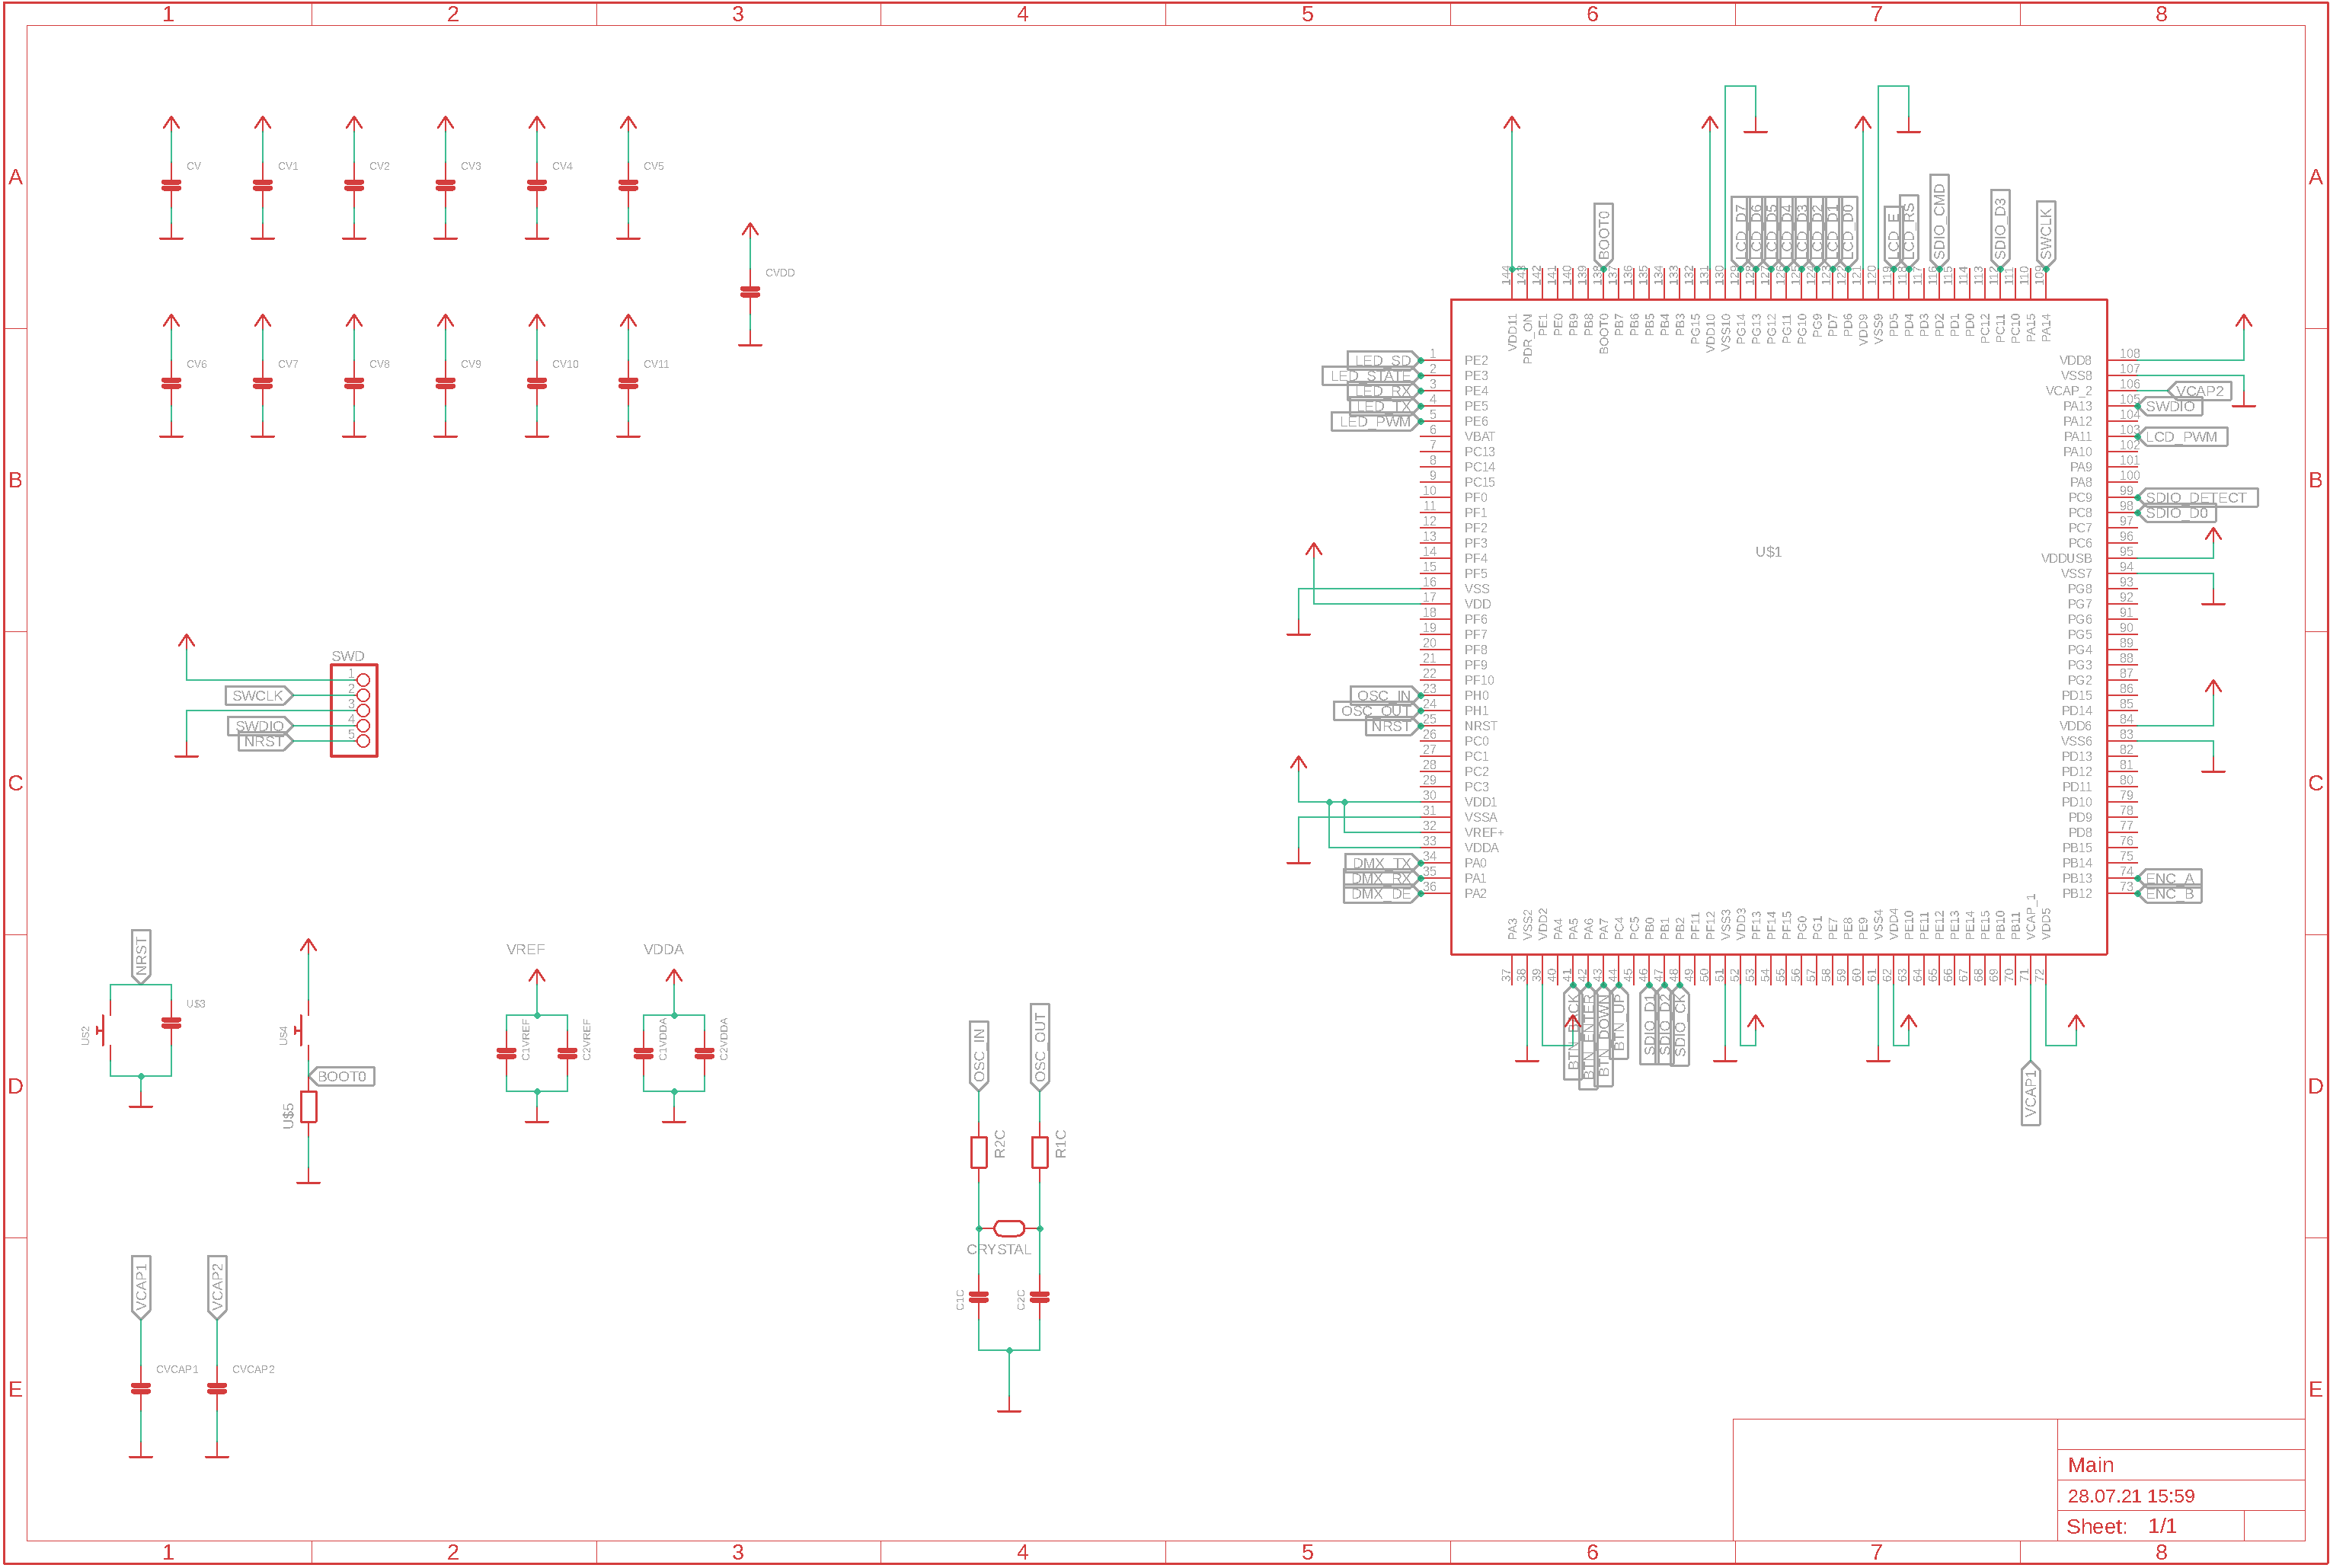 1 2 3 4 5 6 7 8
A A
B B
C C
D D
E E
CV CV1 CV2 CV3 CV4 CV5
CVDD
CV6 CV7 CV8 CV9 CV10 CV11
SWD
1
SWCLK 2
3
SWDIO 4
NRST 5
NRST
U$2
U$3
U$4
BOOT0
U$5
VREF
C1VREF
C2VREF
VDDA
C1VDDA
C2VDDA
OSC_IN
OSC_OUT
R2C
R1C
CRYSTAL
C1C
C2C
VCAP1
VCAP2
CVCAP1
CVCAP2
U$1
BOOT0
LCD_D7
LCD_D6
LCD_D5
LCD_D4
LCD_D3
LCD_D2
LCD_D1
LCD_D0
LCD_E
LCD_RS
SDIO_CMD
SDIO_D3
SWCLK
144 VDD11
143 PDR_ON
142 PE1
141 PE0
140 PB9
139 PB8
138 BOOT0
137 PB7
136 PB6
135 PB5
134 PB4
133 PB3
132 PG15
131 VDD10
130 VSS10
129 PG14
128 PG13
127 PG12
126 PG11
125 PG10
124 PG9
123 PD7
122 PD6
121 VDD9
120 VSS9
119 PD5
118 PD4
117 PD3
116 PD2
115 PD1
114 PD0
113 PC12
112 PC11
111 PC10
110 PA15
109 PA14
LED_SD 1 PE2
LED_STATE 2 PE3
LED_RX 3 PE4
LED_TX 4 PE5
LED_PWM 5 PE6
6 VBAT
7 PC13
8 PC14
9 PC15
10 PF0
11 PF1
12 PF2
13 PF3
14 PF4
15 PF5
16 VSS
17 VDD
18 PF6
19 PF7
20 PF8
21 PF9
22 PF10
OSC_IN 23 PH0
OSC_OUT 24 PH1
NRST 25 NRST
26 PC0
27 PC1
28 PC2
29 PC3
30 VDD1
31 VSSA
32 VREF+
33 VDDA
DMX_TX 34 PA0
DMX_RX 35 PA1
DMX_DE 36 PA2
VDD8 108
VSS8 107
VCAP_2 106 VCAP2
PA13 105 SWDIO
PA12 104
PA11 103 LCD_PWM
PA10 102
PA9 101
PA8 100
PC9 99 SDIO_DETECT
PC8 98 SDIO_D0
PC7 97
PC6 96
VDDUSB 95
VSS7 94
PG8 93
PG7 92
PG6 91
PG5 90
PG4 89
PG3 88
PG2 87
PD15 86
PD14 85
VDD6 84
VSS6 83
PD13 82
PD12 81
PD11 80
PD10 79
PD9 78
PD8 77
PB15 76
PB14 75
PB13 74 ENC_A
PB12 73 ENC_B
PA3 37
VSS2 38
VDD2 39
PA4 40
PA5 41
PA6 42
PA7 43
PC4 44
PC5 45
PB0 46
PB1 47
PB2 48
PF11 49
PF12 50
VSS3 51
VDD3 52
PF13 53
PF14 54
PF15 55
PG0 56
PG1 57
PE7 58
PE8 59
PE9 60
VSS4 61
VDD4 62
PE10 63
PE11 64
PE12 65
PE13 66
PE14 67
PE15 68
PB10 69
PB11 70
VCAP_1 71
VDD5 72
BTN_BACK
BTN_ENTER
BTN_DOWN
BTN_UP
SDIO_D1
SDIO_D2
SDIO_CK
VCAP1
Main
28.07.21 15:59
Sheet: 1/1
1 2 3 4 5 6 7 8